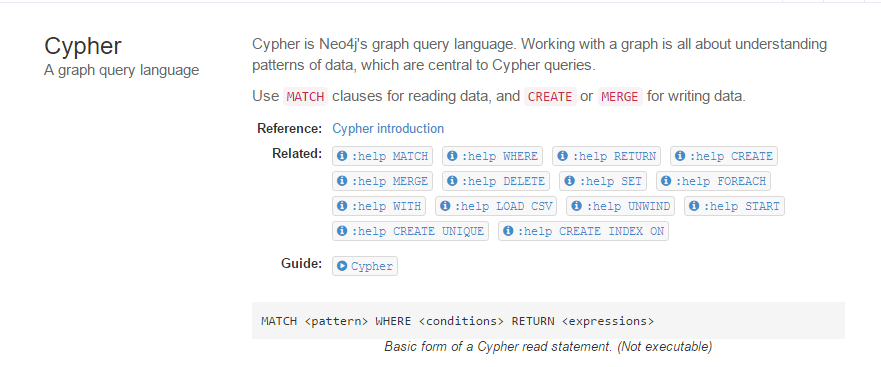 Cypher
A graph query language
Cypher is Neo4j's graph query language. Working with a graph is all about understanding
patterns of data, which are central to Cypher queries.
Use MATCH clauses for reading data, and CREATE or MERGE for writing data.
Reference: Cypher introduction
Related: :help MATCH :help WHERE :help RETURN :help CREATE
:help MERGE :help DELETE :help SET :help FOREACH
:help WITH :help LOAD CSV :help UNWIND :help START
:help CREATE UNIQUE :help CREATE INDEX ON
Guide: Cypher
MATCH <pattern> WHERE <conditions> RETURN <expressions>
Basic form of a Cypher read statement. (Not executable)